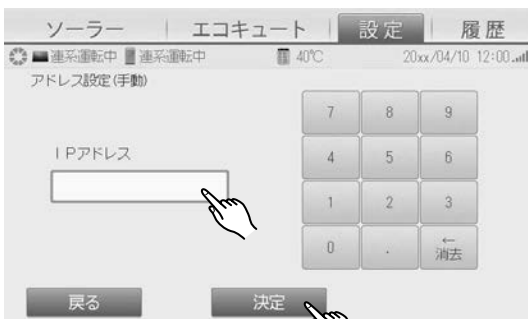 ソーラー エコキュート 設定 履歴
連系運転中 連系運転中 40℃ 20xx/04/10 12:00
アドレス設定(手動)
7 8 9
IPアドレス
4 5 6
1 2 3
0 . ←消去
戻る 決定